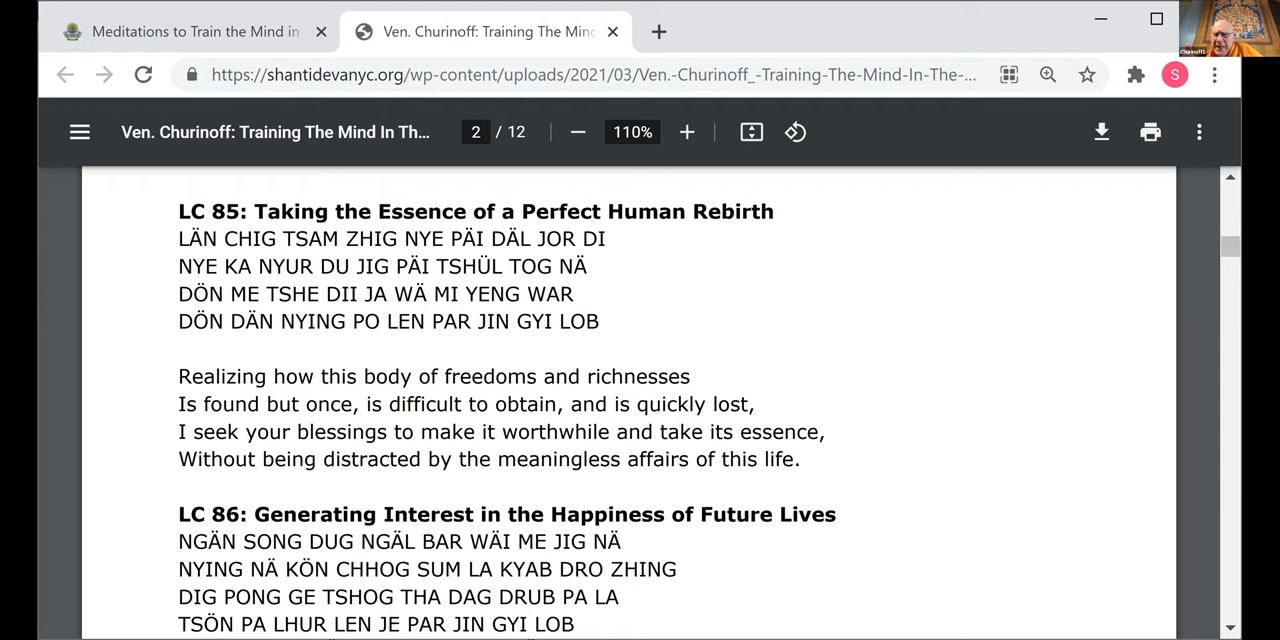 Meditations to Train the Mind in
Ven. Churinoff: Training The Mind
https://shantidevanyc.org/wp-content/uploads/2021/03/Ven.-Churinoff_-Training-The-Mind-In-The-...
S
ChurinoffI
Ven. Churinoff: Training The Mind In Th...
2 / 12
110%
LC 85: Taking the Essence of a Perfect Human Rebirth
LÄN CHIG TSAM ZHIG NYE PÄI DÄL JOR DI
NYE KA NYUR DU JIG PÄI TSHÜL TOG NÄ
DÖN ME TSHE DII JA WÄ MI YENG WAR
DÖN DÄN NYING PO LEN PAR JIN GYI LOB
Realizing how this body of freedoms and richnesses
Is found but once, is difficult to obtain, and is quickly lost,
I seek your blessings to make it worthwhile and take its essence,
Without being distracted by the meaningless affairs of this life.
LC 86: Generating Interest in the Happiness of Future Lives
NGÄN SONG DUG NGÄL BAR WÄI ME JIG NÄ
NYING NÄ KÖN CHHOG SUM LA KYAB DRO ZHING
DIG PONG GE TSHOG THA DAG DRUB PA LA
TSÖN PA LHUR LEN JE PAR JIN GYI LOB